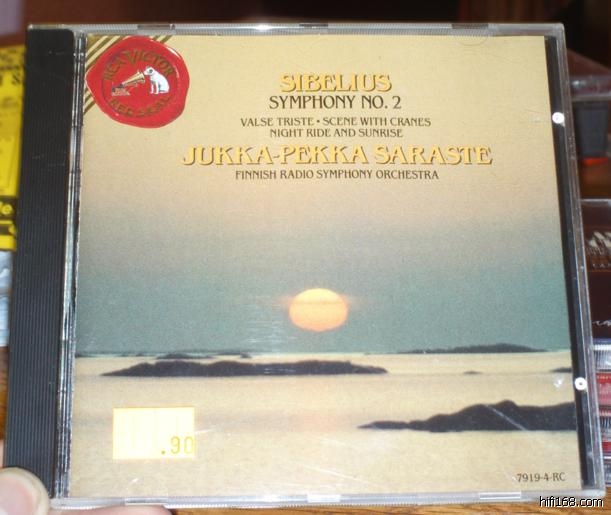 RCA VICTOR
RED SEAL
SIBELIUS
SYMPHONY NO. 2
VALSE TRISTE • SCENE WITH CRANES
NIGHT RIDE AND SUNRISE
JUKKA-PEKKA SARASTE
FINNISH RADIO SYMPHONY ORCHESTRA
.90
7919-4-RC
hifi168.com